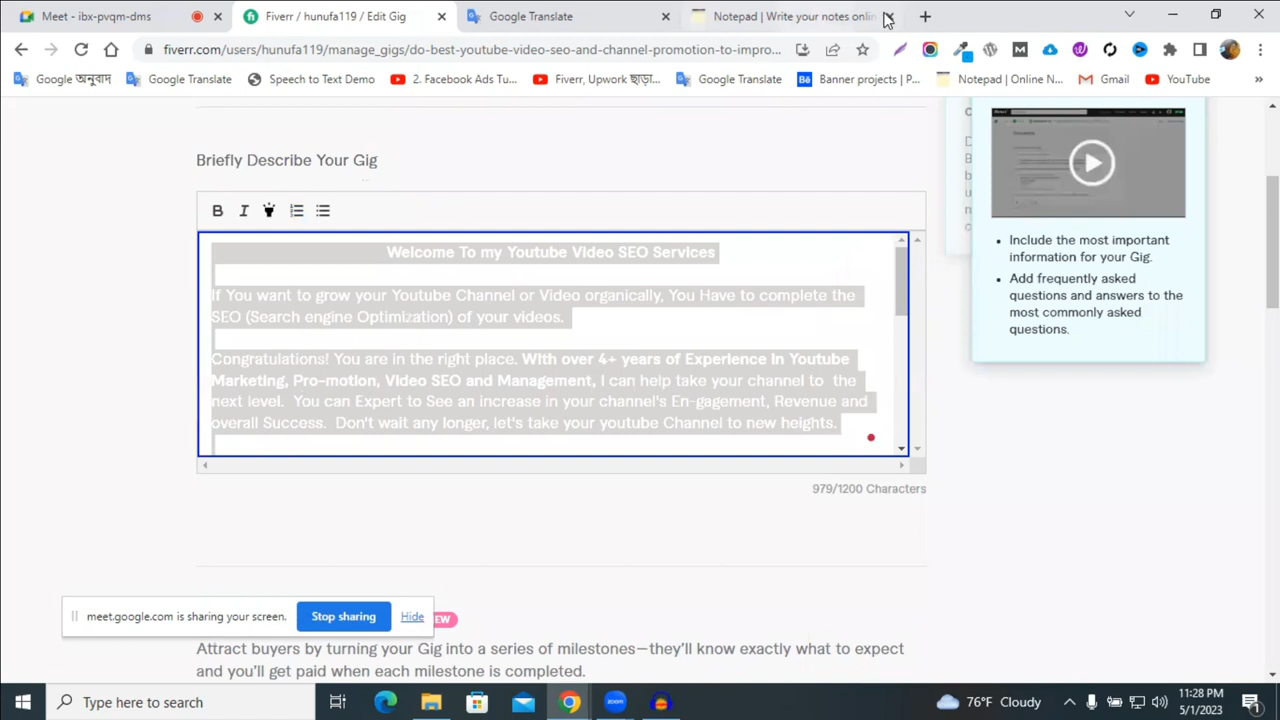 Meet - ibx-pvqm-dms
Fiverr / hunufa119 / Edit Gig
Google Translate
Notepad | Write your notes onlin
fiverr.com/users/hunufa119/manage_gigs/do-best-youtube-video-seo-and-channel-promotion-to-impro...
Google অনুবাদ
Google Translate
Speech to Text Demo
2. Facebook Ads Tu...
Fiverr, Upwork ছাড়া...
Google Translate
Banner projects | P...
Notepad | Online N...
Gmail
YouTube
»
Briefly Describe Your Gig
B I
Welcome To my Youtube Video SEO Services
If You want to grow your Youtube Channel or Video organically, You Have to complete the
SEO (Search engine Optimization) of your videos.
Congratulations! You are in the right place. With over 4+ years of Experience in Youtube
Marketing, Pro-motion, Video SEO and Management, I can help take your channel to the
next level. You can Expert to See an increase in your channel's En-gagement, Revenue and
overall Success. Don't wait any longer, let's take your youtube Channel to new heights.
979/1200 Characters
• Include the most important
information for your Gig.
• Add frequently asked
questions and answers to the
most commonly asked
questions.
meet.google.com is sharing your screen.
Stop sharing
Hide
EW
Attract buyers by turning your Gig into a series of milestones—they'll know exactly what to expect
and you'll get paid when each milestone is completed.
Type here to search
zoom
76°F Cloudy
11:28 PM
5/1/2023
1